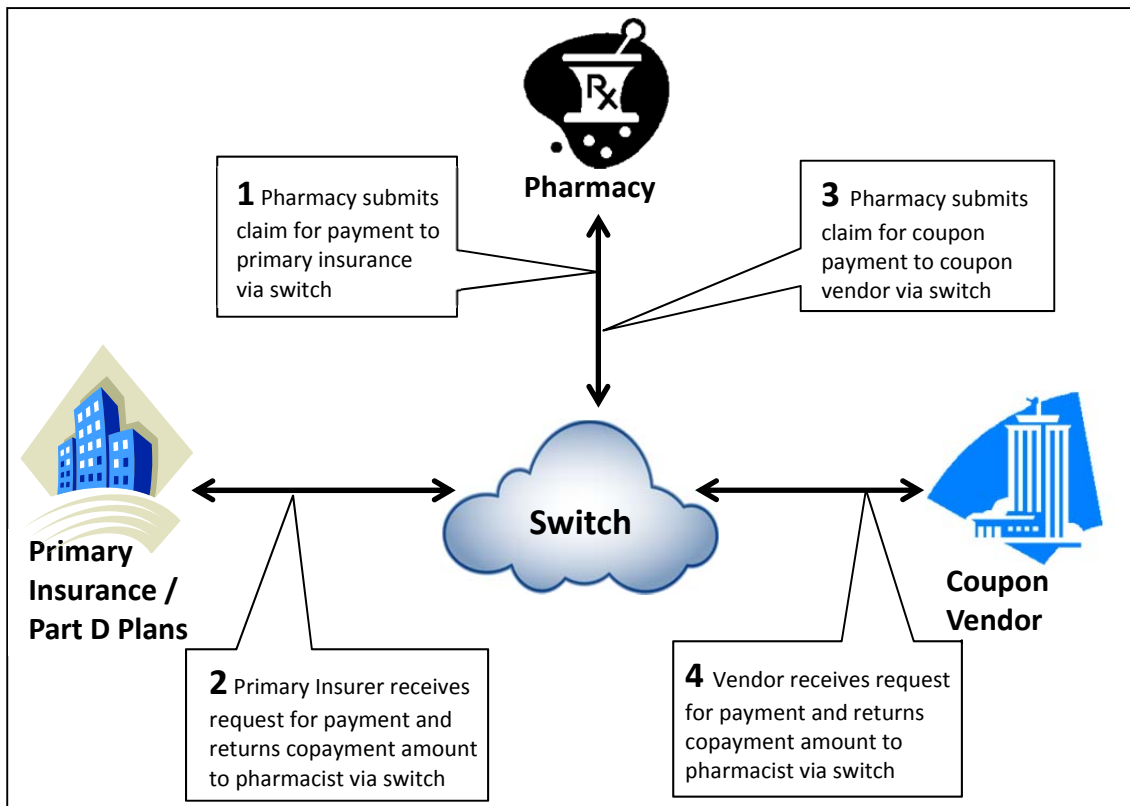 Rx
Pharmacy
1 Pharmacy submits
claim for payment to
primary insurance
via switch
3 Pharmacy submits
claim for coupon
payment to coupon
vendor via switch
Switch
Primary
Insurance /
Part D Plans
Coupon
Vendor
2 Primary Insurer receives
request for payment and
returns copayment amount
to pharmacist via switch
4 Vendor receives request
for payment and returns
copayment amount to
pharmacist via switch